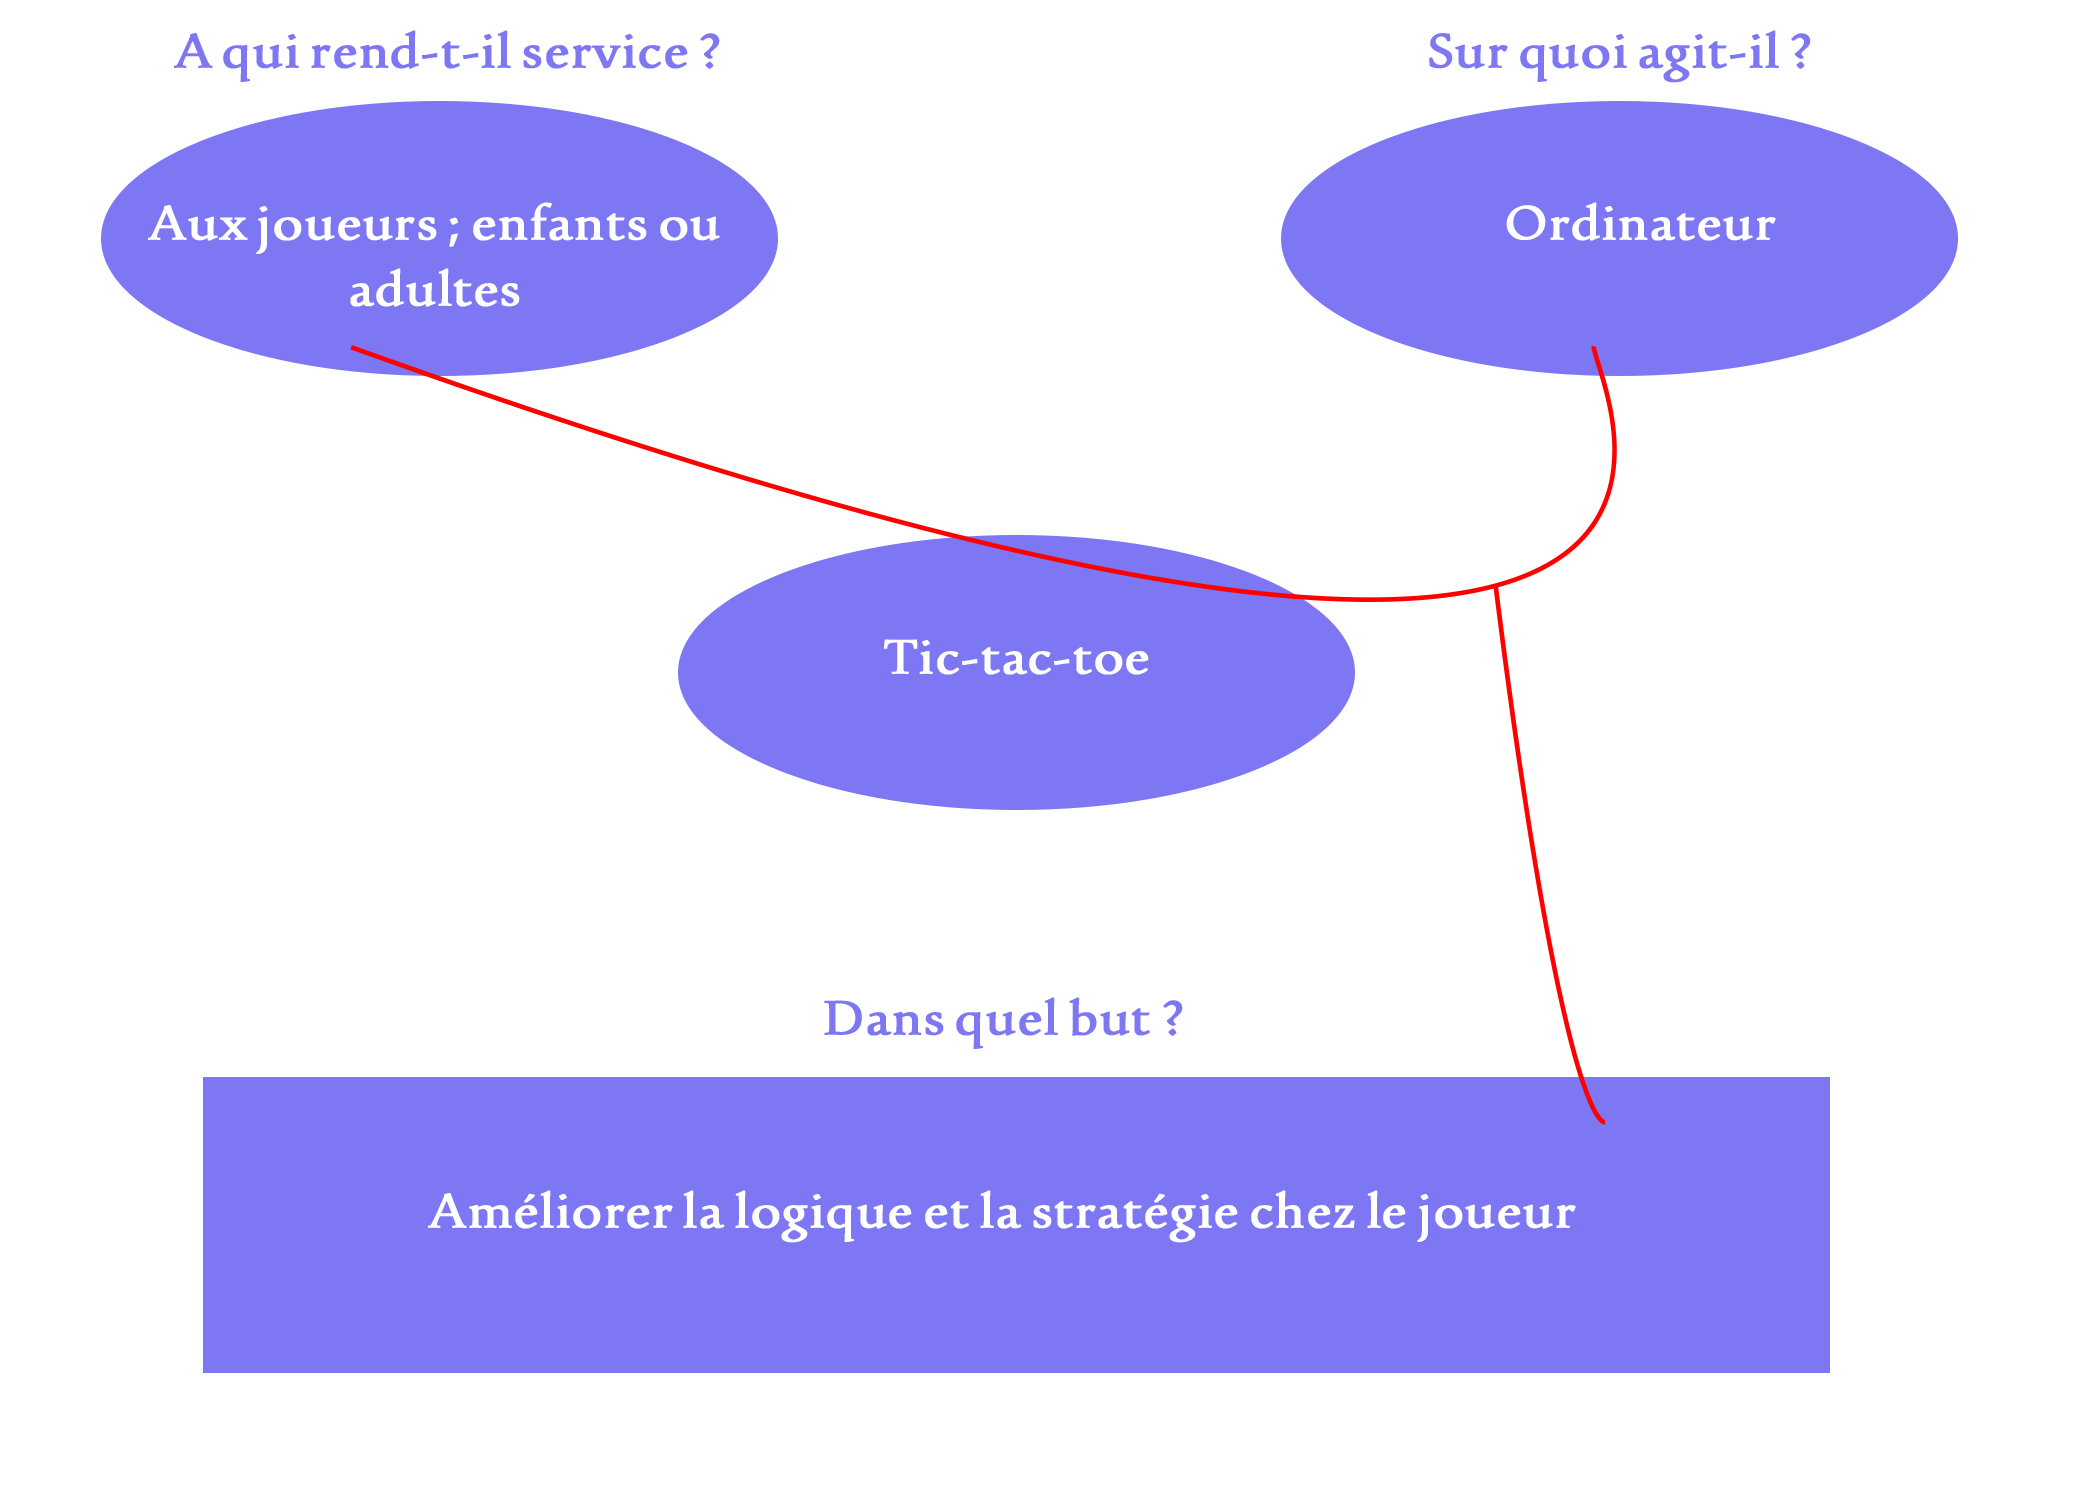 A qui rend-t-il service ?
Sur quoi agit-il ?
Aux joueurs ; enfants ou
adultes
Ordinateur
Tic-tac-toe
Dans quel but ?
Améliorer la logique et la stratégie chez le joueur